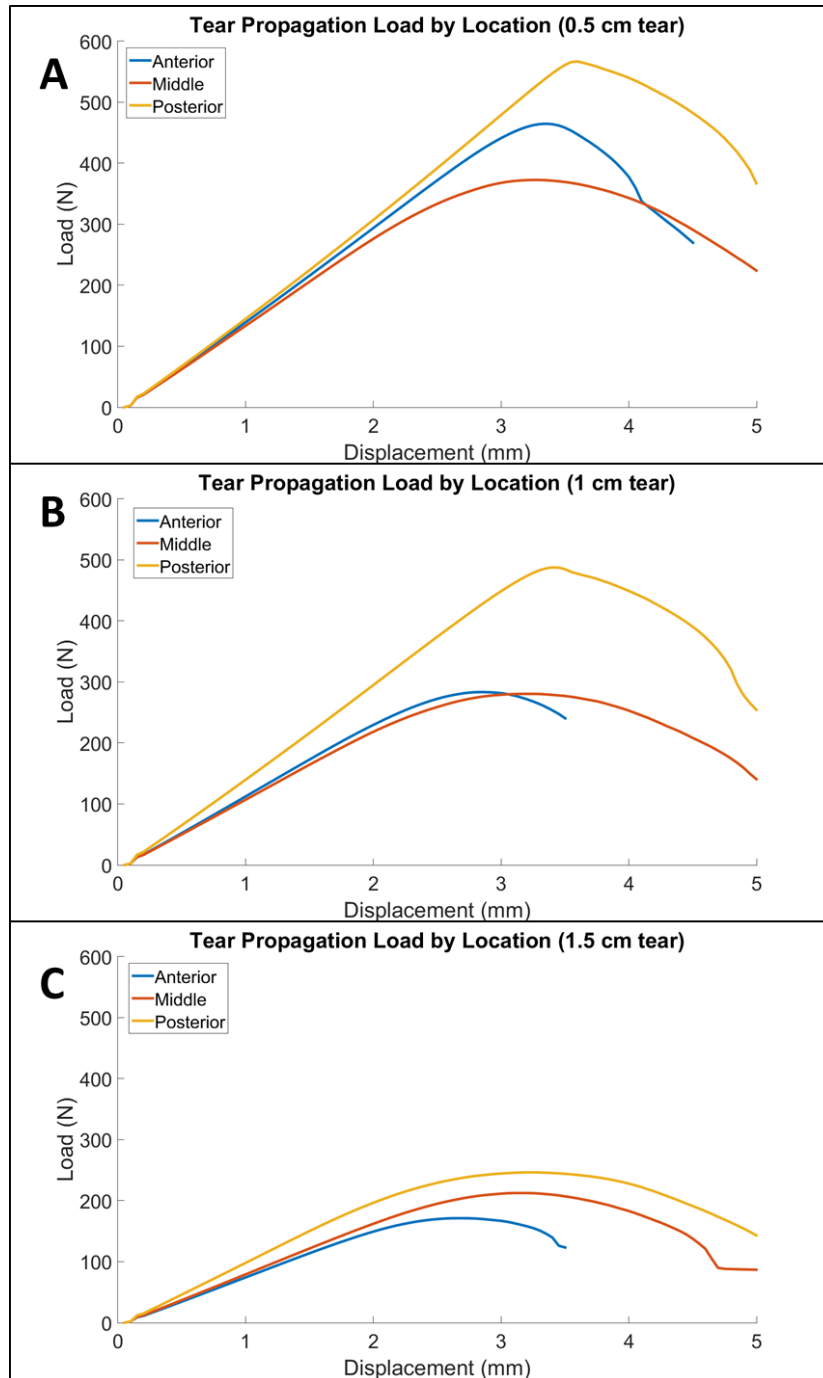 Tear Propagation Load by Location (0.5 cm tear)
A
Anterior
Middle
Posterior
600
500
400
300
200
100
0
Load (N)
0 1 2 3 4 5
Displacement (mm)
Tear Propagation Load by Location (1 cm tear)
B
Anterior
Middle
Posterior
600
500
400
300
200
100
0
Load (N)
0 1 2 3 4 5
Displacement (mm)
Tear Propagation Load by Location (1.5 cm tear)
C
Anterior
Middle
Posterior
600
500
400
300
200
100
0
Load (N)
0 1 2 3 4 5
Displacement (mm)